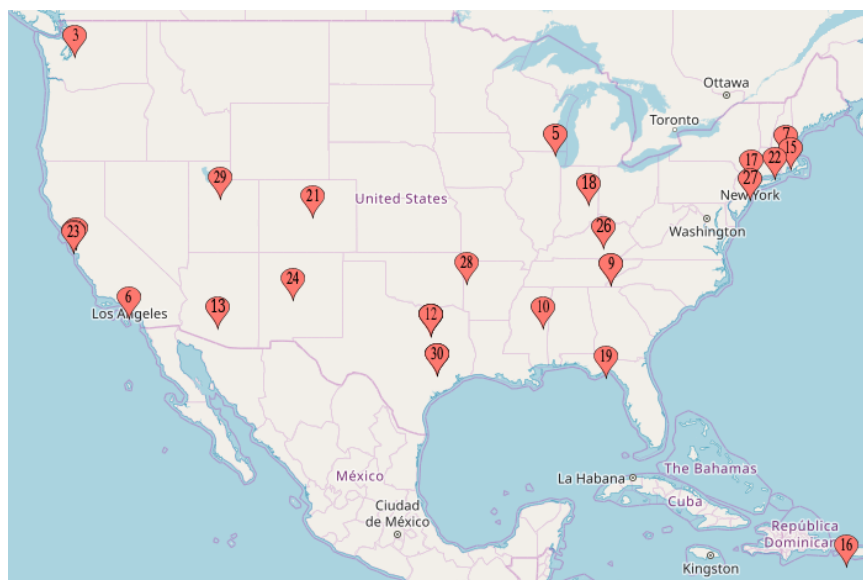 3
Ottawa
Toronto
5
7
15
17
22
27
New York
29
21
United States
18
Washington
23
26
28
9
24
6
Los Angeles
13
12
10
30
19
México
La Habana
The Bahamas
Cuba
Ciudad
de México
República
Dominican
Kingston
16